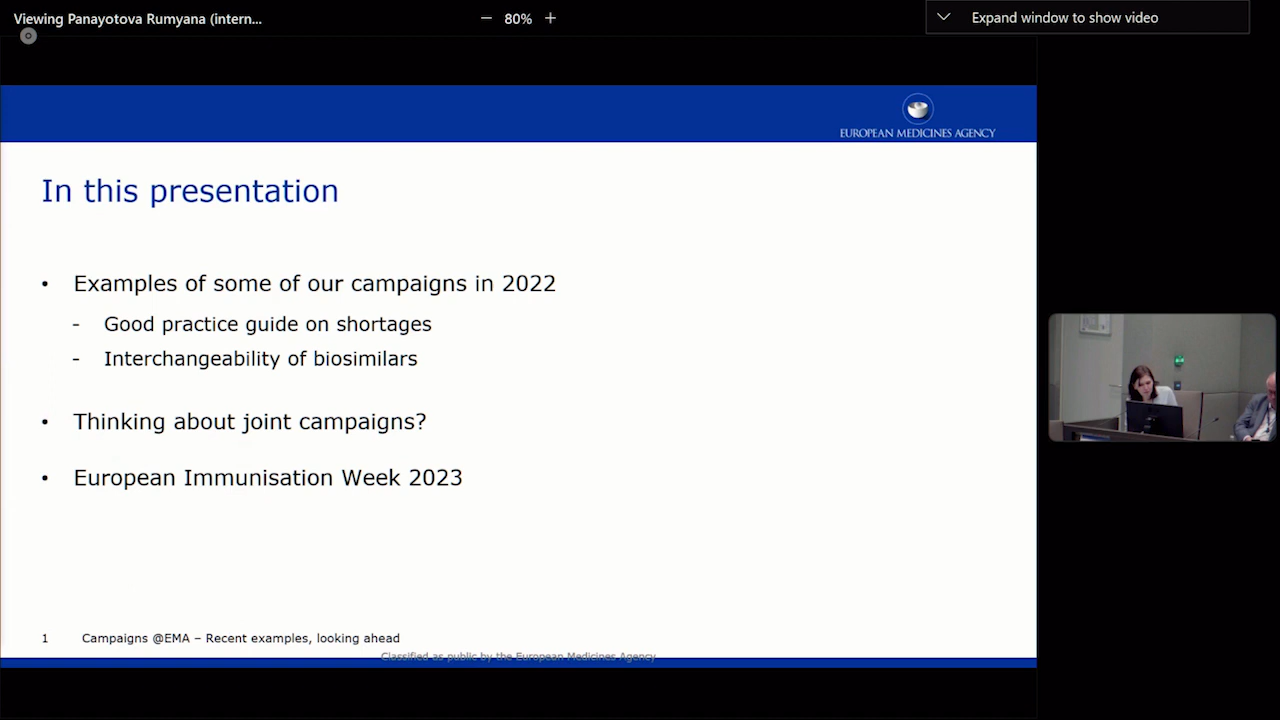 Viewing Panayotova Rumyana (intern...
80%
Expand window to show video
EUROPEAN MEDICINES AGENCY
In this presentation
• Examples of some of our campaigns in 2022
- Good practice guide on shortages
- Interchangeability of biosimilars
• Thinking about joint campaigns?
• European Immunisation Week 2023
1 Campaigns @EMA – Recent examples, looking ahead
Classified as public by the European Medicines Agency